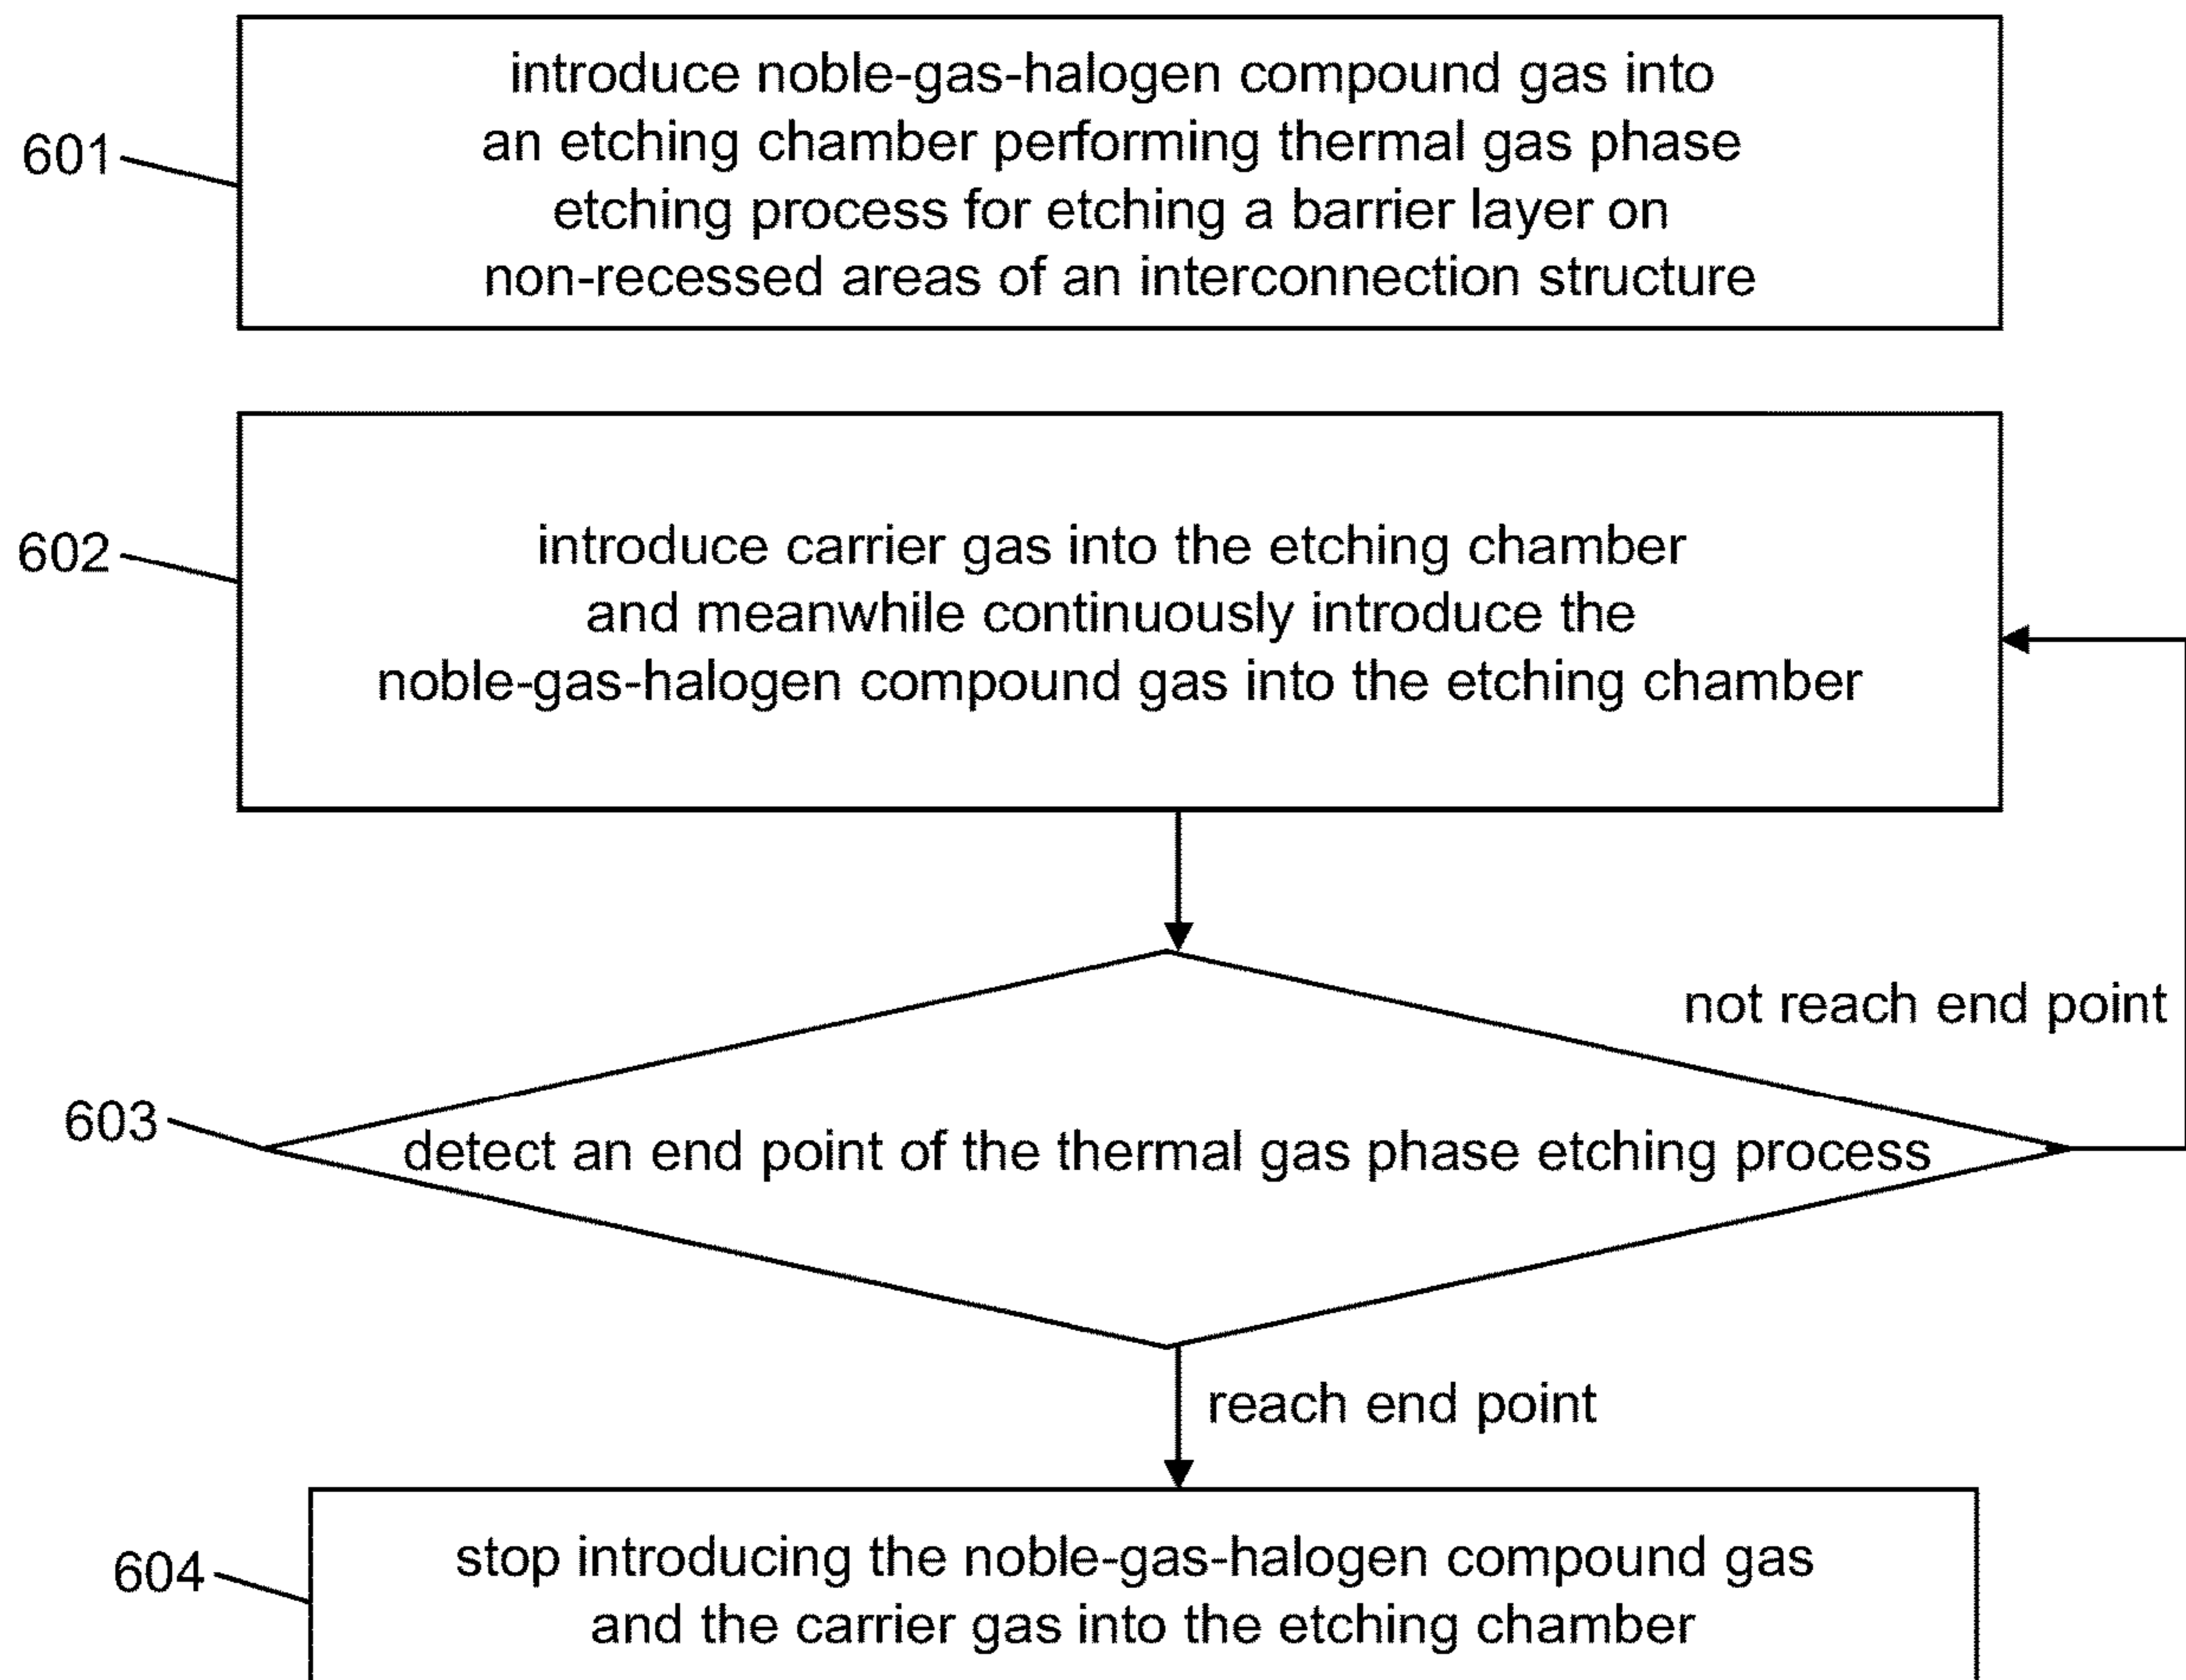 601
introduce noble-gas-halogen compound gas into
an etching chamber performing thermal gas phase
etching process for etching a barrier layer on
non-recessed areas of an interconnection structure
602
introduce carrier gas into the etching chamber
and meanwhile continuously introduce the
noble-gas-halogen compound gas into the etching chamber
not reach end point
603
detect an end point of the thermal gas phase etching process
reach end point
604
stop introducing the noble-gas-halogen compound gas
and the carrier gas into the etching chamber